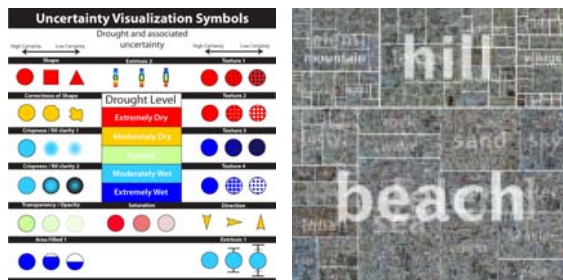 Uncertainty Visualization Symbols
High Certainty
Low Certainty
Drought and associated
uncertainty
High Certainty
Low Certainty
Shape
Extrinsic 2
Texture 1
Correctness of Shape
Texture 2
Drought Level
Extremely Dry
Moderately Dry
Crispness / fill clarity 1
Texture 3
Crispness / fill clarity 2
Moderately Wet
Texture 4
Extremely Wet
Transparency / Opacity
Saturation
Direction
Area Filled 1
Extrinsic 1
mountain
hill
sand
sky
beach
sea